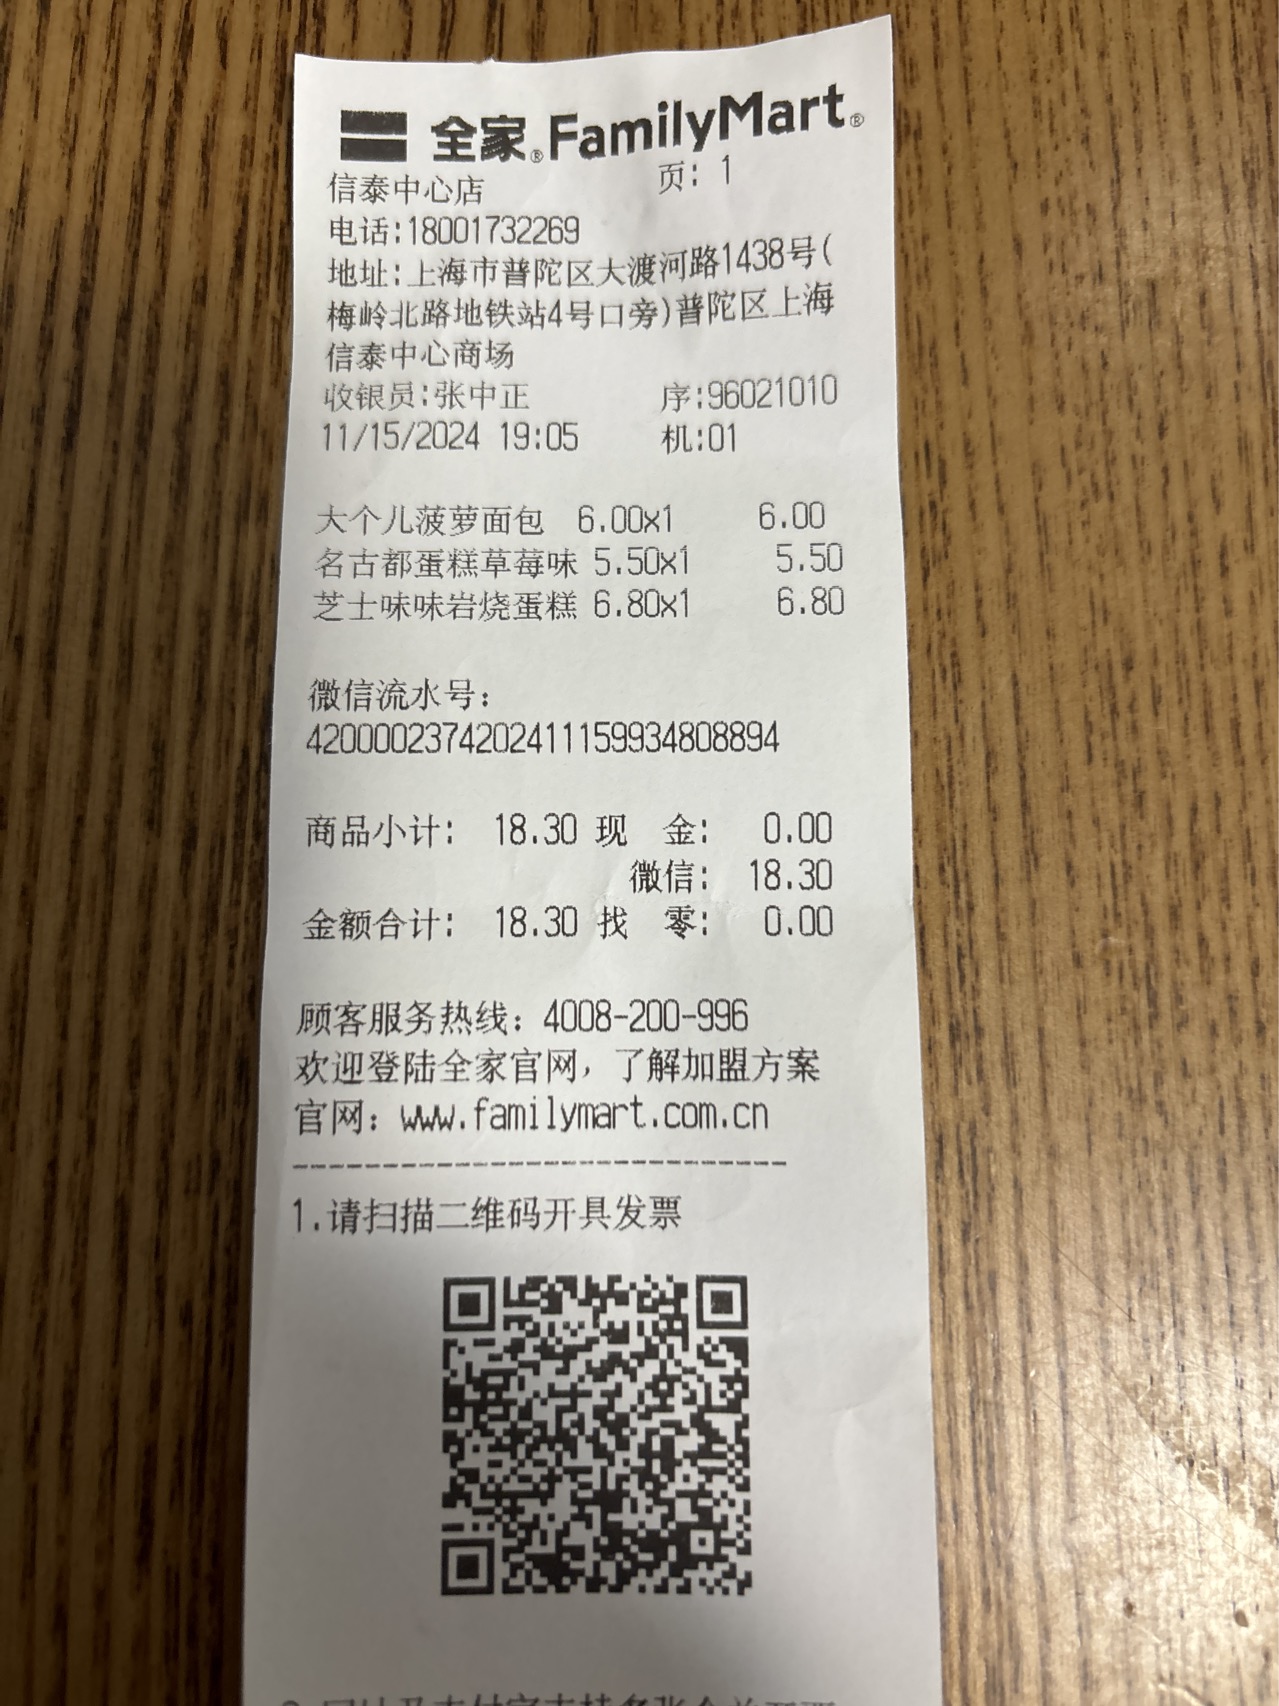 全家® FamilyMart®
信泰中心店 页: 1
电话:18001732269
地址:上海市普陀区大渡河路1438号(
梅岭北路地铁站4号口旁)普陀区上海
信泰中心商场
收银员:张中正 序:96021010
11/15/2024 19:05 机:01
大个儿菠萝面包 6.00x1 6.00
名古都蛋糕草莓味 5.50x1 5.50
芝士味味岩烧蛋糕 6.80x1 6.80
微信流水号:
4200002374202411159934808894
商品小计: 18.30 现 金: 0.00
微信: 18.30
金额合计: 18.30 找 零: 0.00
顾客服务热线: 4008-200-996
欢迎登陆全家官网, 了解加盟方案
官网: www.familymart.com.cn
----------------------------
1.请扫描二维码开具发票